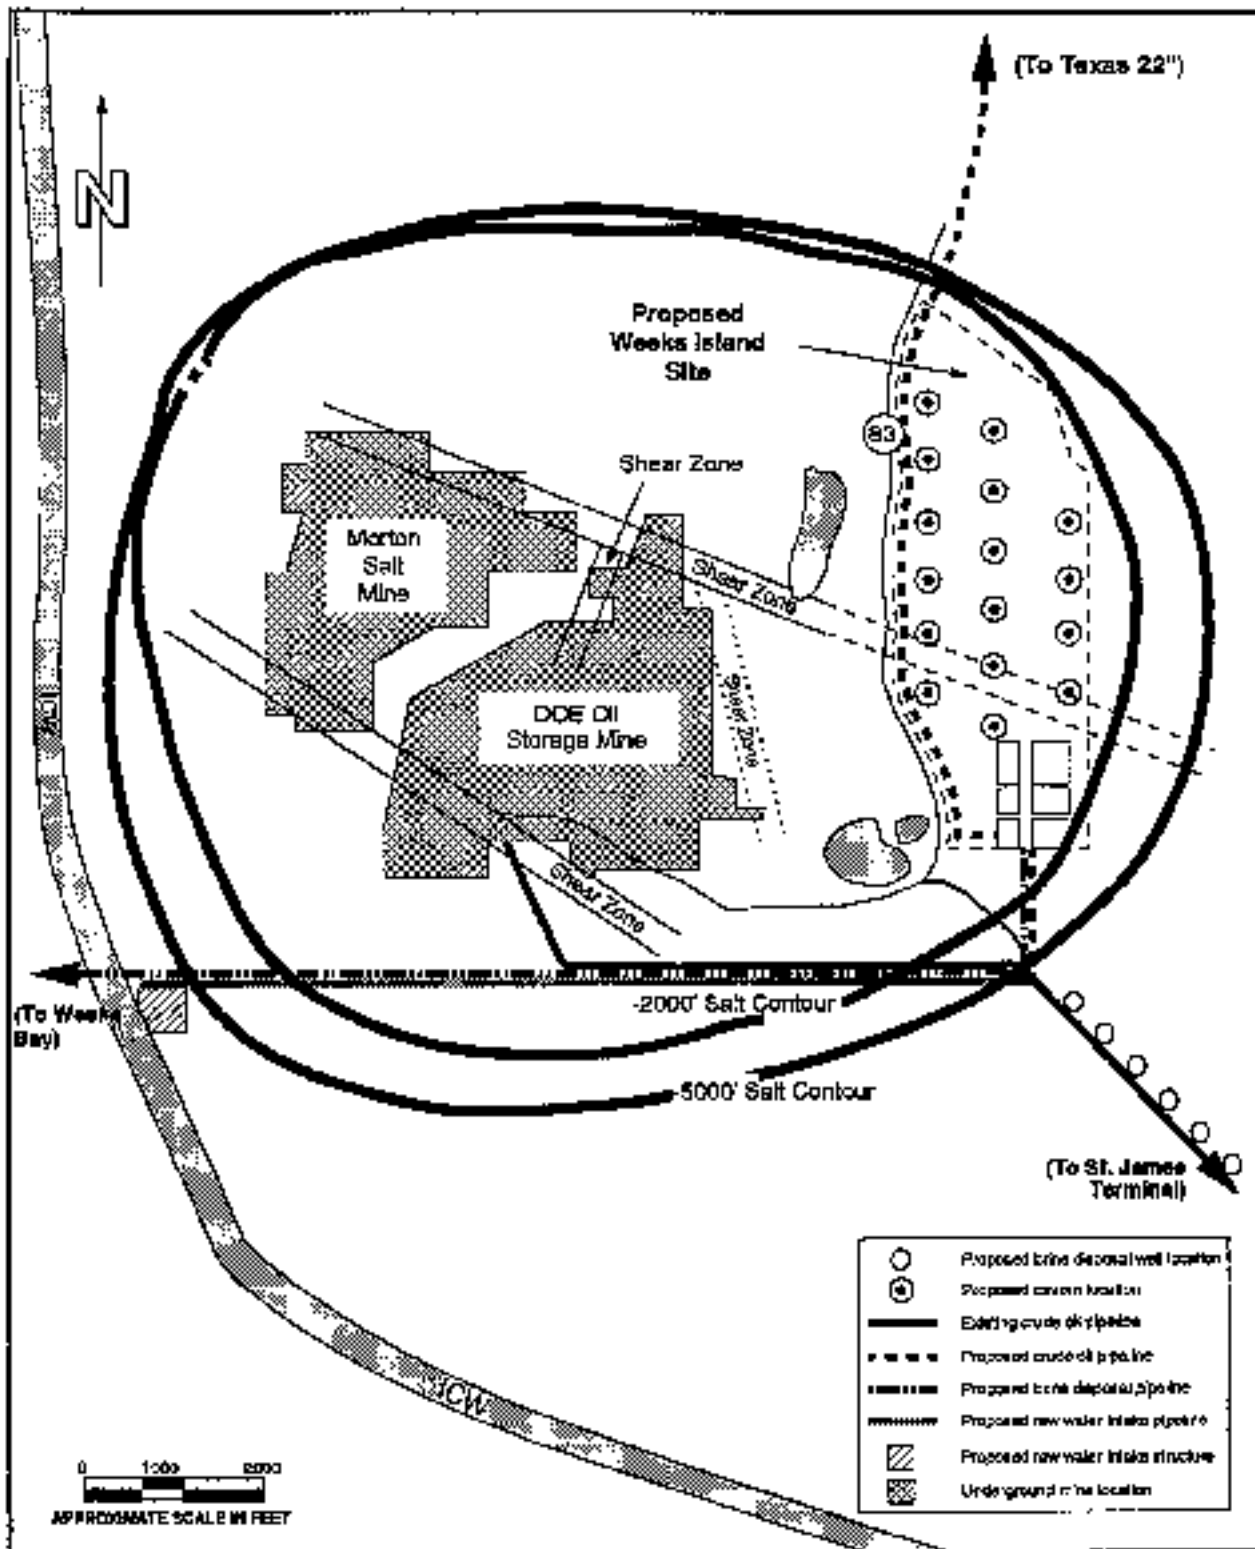 (To Texas 22")
N
Proposed
Weeks Island
Site
83
Shear Zone
Morton
Salt
Mine
Shear Zone
Shear Zone
DOE Oil
Storage Mine
ICW
Shear Zone
-2000' Salt Contour
(To Weeks
Bay)
-5000' Salt Contour
(To St. James
Terminal)
Proposed brine disposal well location
Proposed cavern location
Existing crude oil pipeline
Proposed crude oil pipeline
Proposed brine disposal pipeline
Proposed raw water intake pipeline
Proposed raw water intake structure
Underground mine location
ICW
0 1000 2000
APPROXIMATE SCALE IN FEET